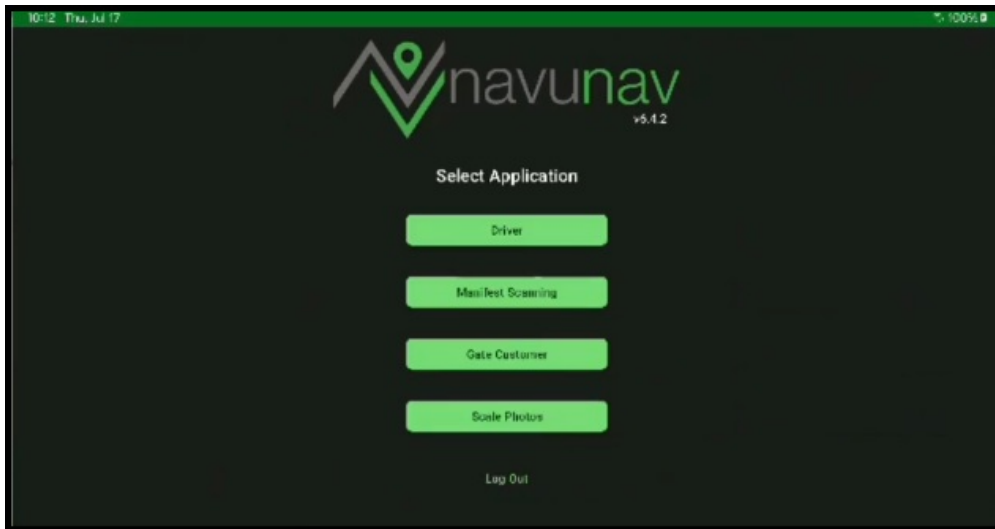 10:12 Thu, Jul 17
100%
navunav
v6.4.2
Select Application
Driver
Manifest Scanning
Gate Customer
Scale Photos
Log Out